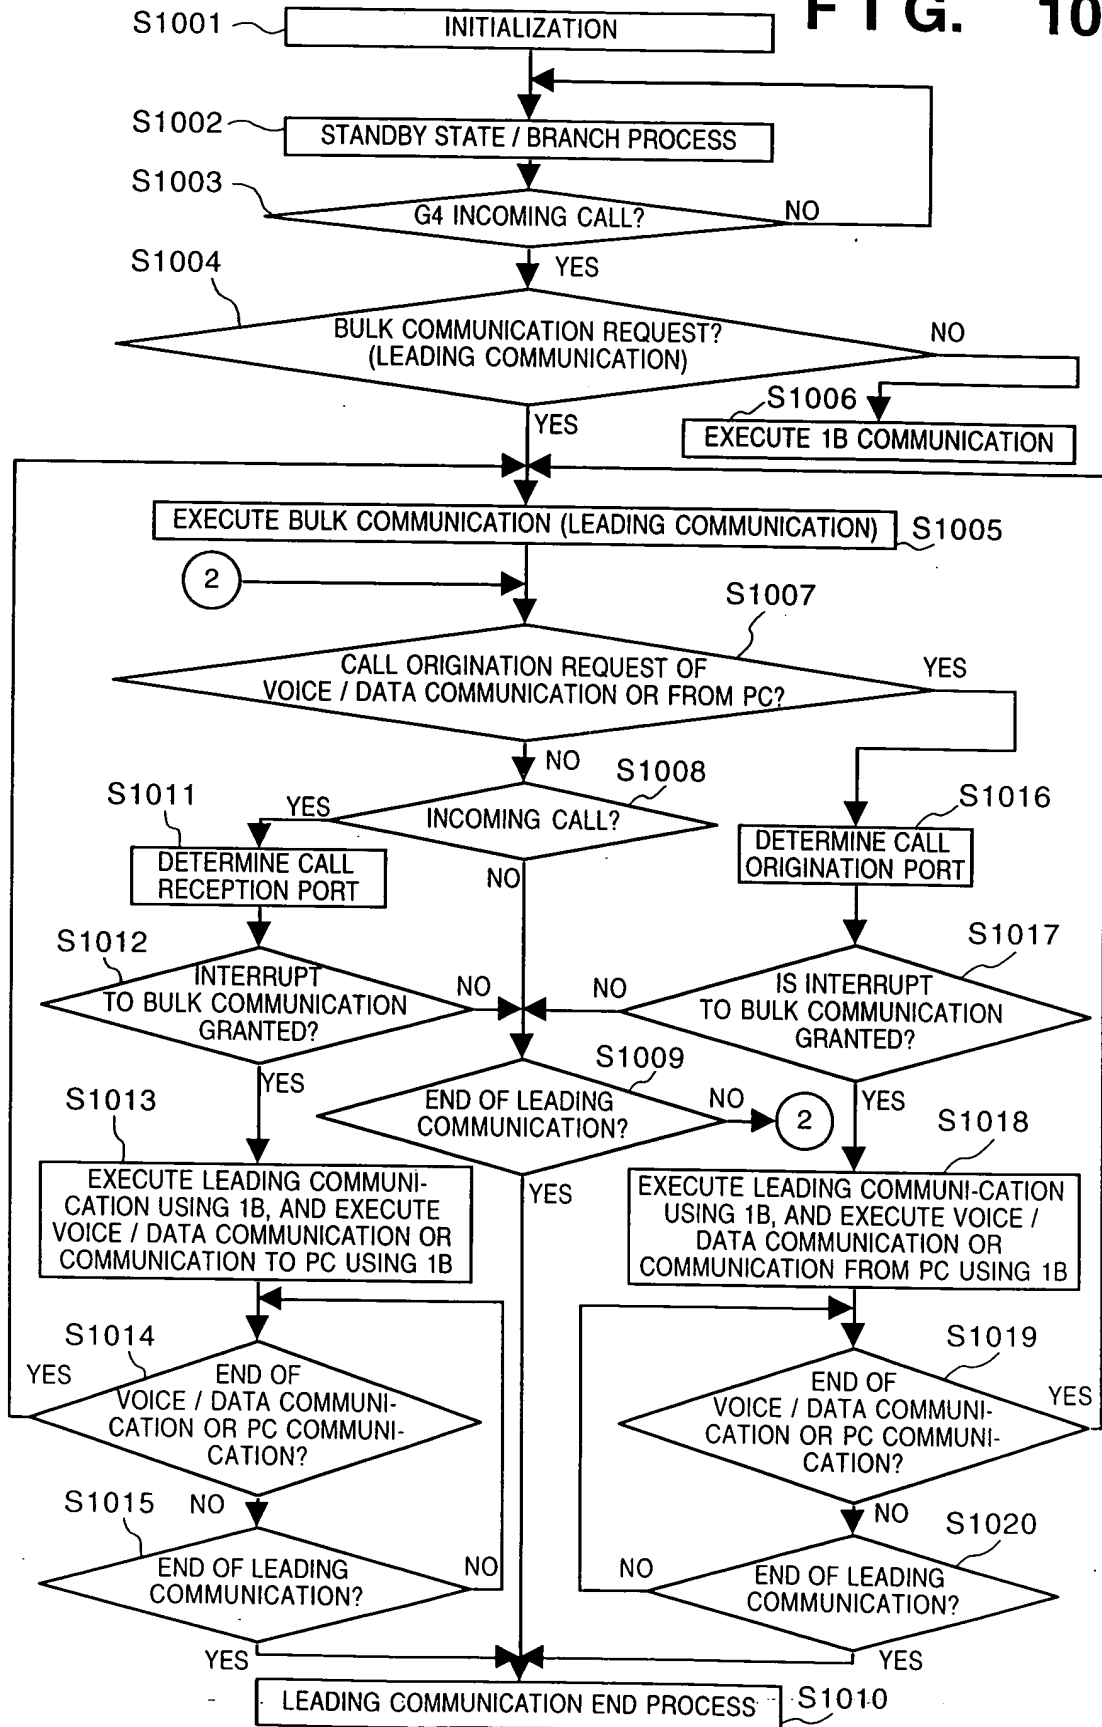 FIG. 10
S1001
INITIALIZATION
S1002
STANDBY STATE / BRANCH PROCESS
S1003
G4 INCOMING CALL?
NO
YES
S1004
BULK COMMUNICATION REQUEST?
(LEADING COMMUNICATION)
NO
YES
S1006
EXECUTE 1B COMMUNICATION
EXECUTE BULK COMMUNICATION (LEADING COMMUNICATION)
S1005
2
S1007
CALL ORIGINATION REQUEST OF
VOICE / DATA COMMUNICATION OR FROM PC?
YES
NO
S1008
INCOMING CALL?
YES
NO
S1011
DETERMINE CALL
RECEPTION PORT
S1016
DETERMINE CALL
ORIGINATION PORT
S1012
INTERRUPT
TO BULK COMMUNICATION
GRANTED?
NO
YES
S1017
IS INTERRUPT
TO BULK COMMUNICATION
GRANTED?
NO
YES
S1009
END OF LEADING
COMMUNICATION?
NO
2
YES
S1013
EXECUTE LEADING COMMUNI-
CATION USING 1B, AND EXECUTE
VOICE / DATA COMMUNICATION OR
COMMUNICATION TO PC USING 1B
S1018
EXECUTE LEADING COMMUNI-CATION
USING 1B, AND EXECUTE VOICE /
DATA COMMUNICATION OR
COMMUNICATION FROM PC USING 1B
S1014
YES
END OF
VOICE / DATA COMMUNI-
CATION OR PC COMMUNI-
CATION?
NO
S1019
END OF
VOICE / DATA COMMUNI-
CATION OR PC COMMUNI-
CATION?
YES
NO
S1015
END OF LEADING
COMMUNICATION?
NO
YES
S1020
END OF LEADING
COMMUNICATION?
NO
YES
LEADING COMMUNICATION END PROCESS
S1010